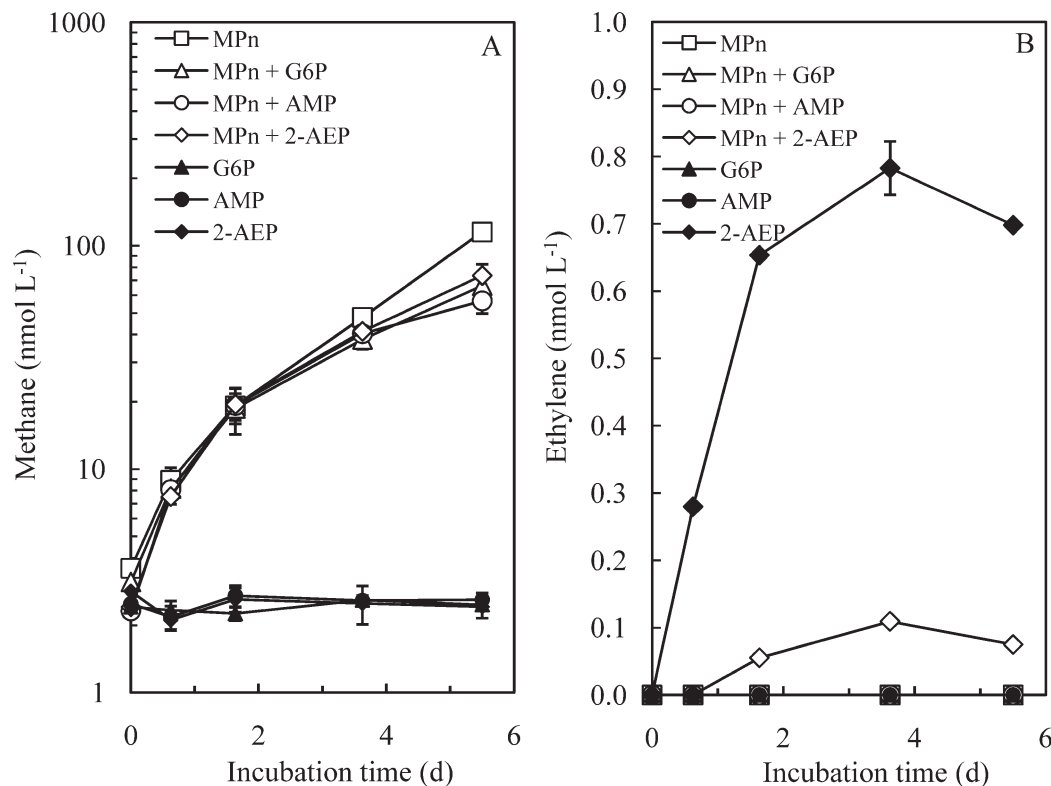 A
MPn
MPn + G6P
MPn + AMP
MPn + 2-AEP
G6P
AMP
2-AEP
1000
100
10
1
Methane (nmol L⁻¹)
0 2 4 6
Incubation time (d)
B
MPn
MPn + G6P
MPn + AMP
MPn + 2-AEP
G6P
AMP
2-AEP
1.0
0.9
0.8
0.7
0.6
0.5
0.4
0.3
0.2
0.1
0.0
Ethylene (nmol L⁻¹)
0 2 4 6
Incubation time (d)